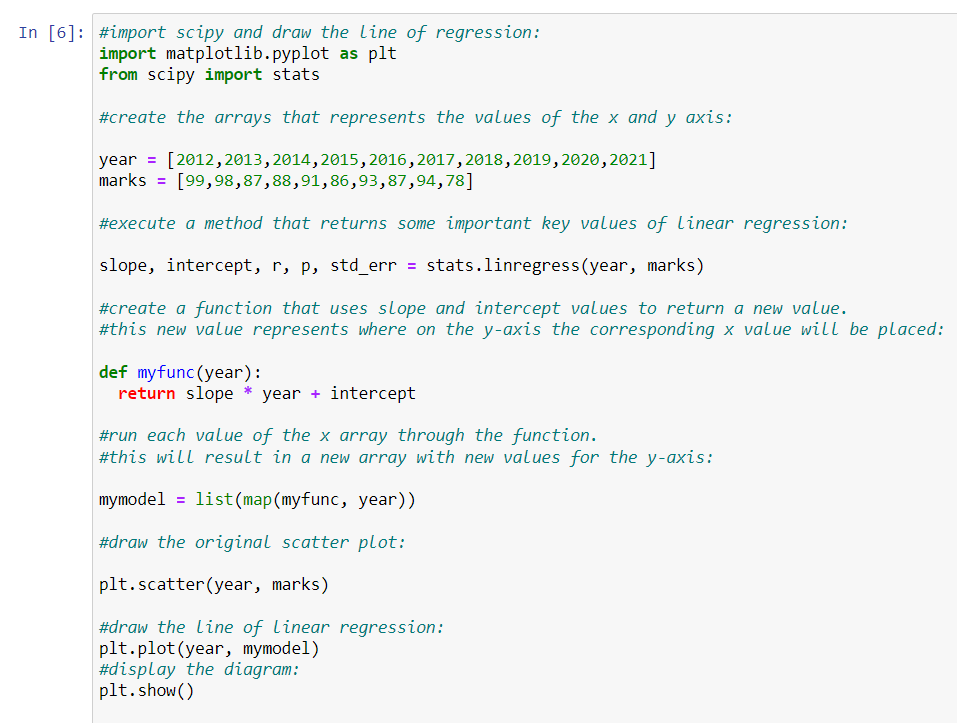 In [6]: #import scipy and draw the line of regression:
import matplotlib.pyplot as plt
from scipy import stats
#create the arrays that represents the values of the x and y axis:
year = [2012,2013,2014,2015,2016,2017,2018,2019,2020,2021]
marks = [99,98,87,88,91,86,93,87,94,78]
#execute a method that returns some important key values of linear regression:
slope, intercept, r, p, std_err = stats.linregress(year, marks)
#create a function that uses slope and intercept values to return a new value.
#this new value represents where on the y-axis the corresponding x value will be placed:
def myfunc(year):
  return slope * year + intercept
#run each value of the x array through the function.
#this will result in a new array with new values for the y-axis:
mymodel = list(map(myfunc, year))
#draw the original scatter plot:
plt.scatter(year, marks)
#draw the line of linear regression:
plt.plot(year, mymodel)
#display the diagram:
plt.show()